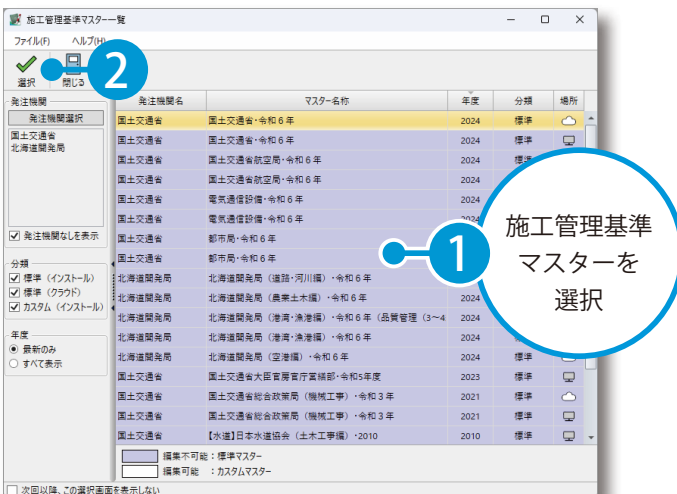 施工管理基準マスター一覧
ファイル(F) ヘルプ(H)
選択 閉じる
2
発注機関
発注機関選択
国土交通省
北海道開発局
発注機関なしを表示
分類
標準（インストール）
標準（クラウド）
カスタム（インストール）
年度
最新のみ
すべて表示
発注機関名 マスター名称 年度 分類 場所
国土交通省 国土交通省･令和６年 2024 標準
国土交通省 国土交通省･令和６年 2024 標準
国土交通省 国土交通省航空局･令和６年 2024 標準
国土交通省 国土交通省航空局･令和６年 2024
国土交通省 電気通信設備･令和６年 2024
国土交通省 電気通信設備･令和６年 2024
国土交通省 都市局･令和６年
国土交通省 都市局･令和６年
北海道開発局 北海道開発局（道路･河川編）･令和６年
北海道開発局 北海道開発局（農業土木編）･令和６年 2024
北海道開発局 北海道開発局（港湾･漁港編）･令和６年（品質管理（3～4 2024
北海道開発局 北海道開発局（港湾･漁港編）･令和６年 2024
北海道開発局 北海道開発局（空港編）･令和６年 2024 標準
国土交通省 国土交通省大臣官房官庁営繕部･令和5年度 2023 標準
国土交通省 国土交通省総合政策局（機械工事）･令和３年 2021 標準
国土交通省 国土交通省総合政策局（機械工事）･令和３年 2021 標準
国土交通省 【水道】日本水道協会（土木工事編）･2010 2010 標準
1
施工管理基準
マスターを
選択
編集不可能：標準マスター
編集可能 ：カスタムマスター
次回以降、この選択画面を表示しない